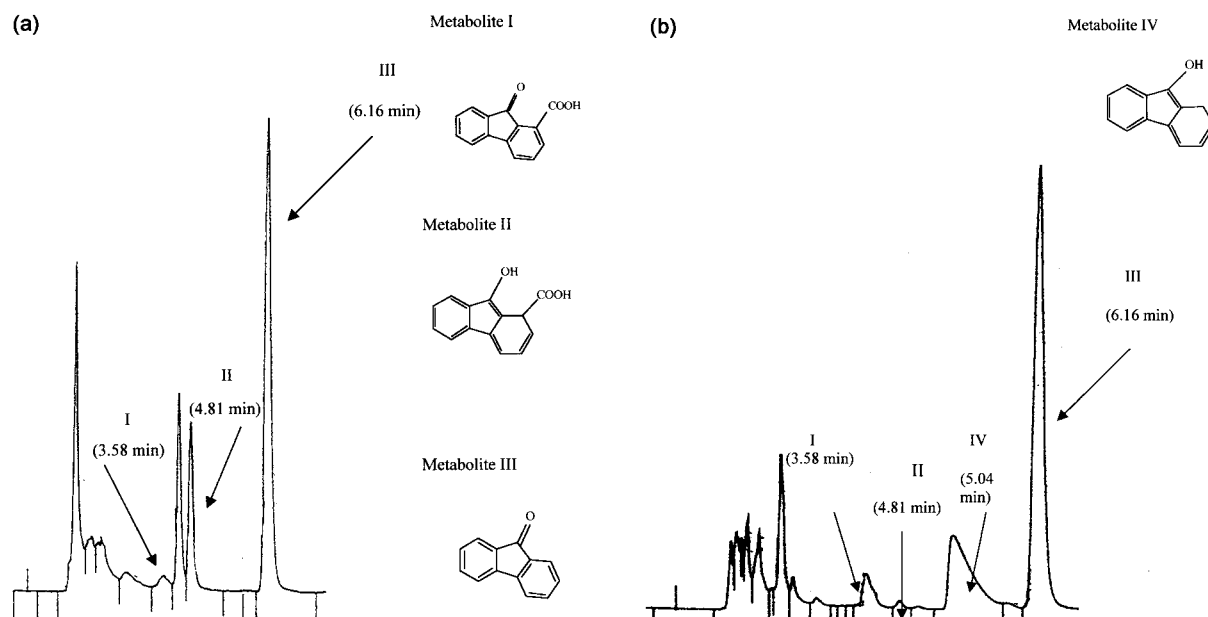 (a)
Metabolite I
III
(6.16 min)
O
COOH
Metabolite II
OH
COOH
II
(4.81 min)
I
(3.58 min)
Metabolite III
O
(b)
Metabolite IV
OH
III
(6.16 min)
I
(3.58 min)
II
(4.81 min)
IV
(5.04
min)